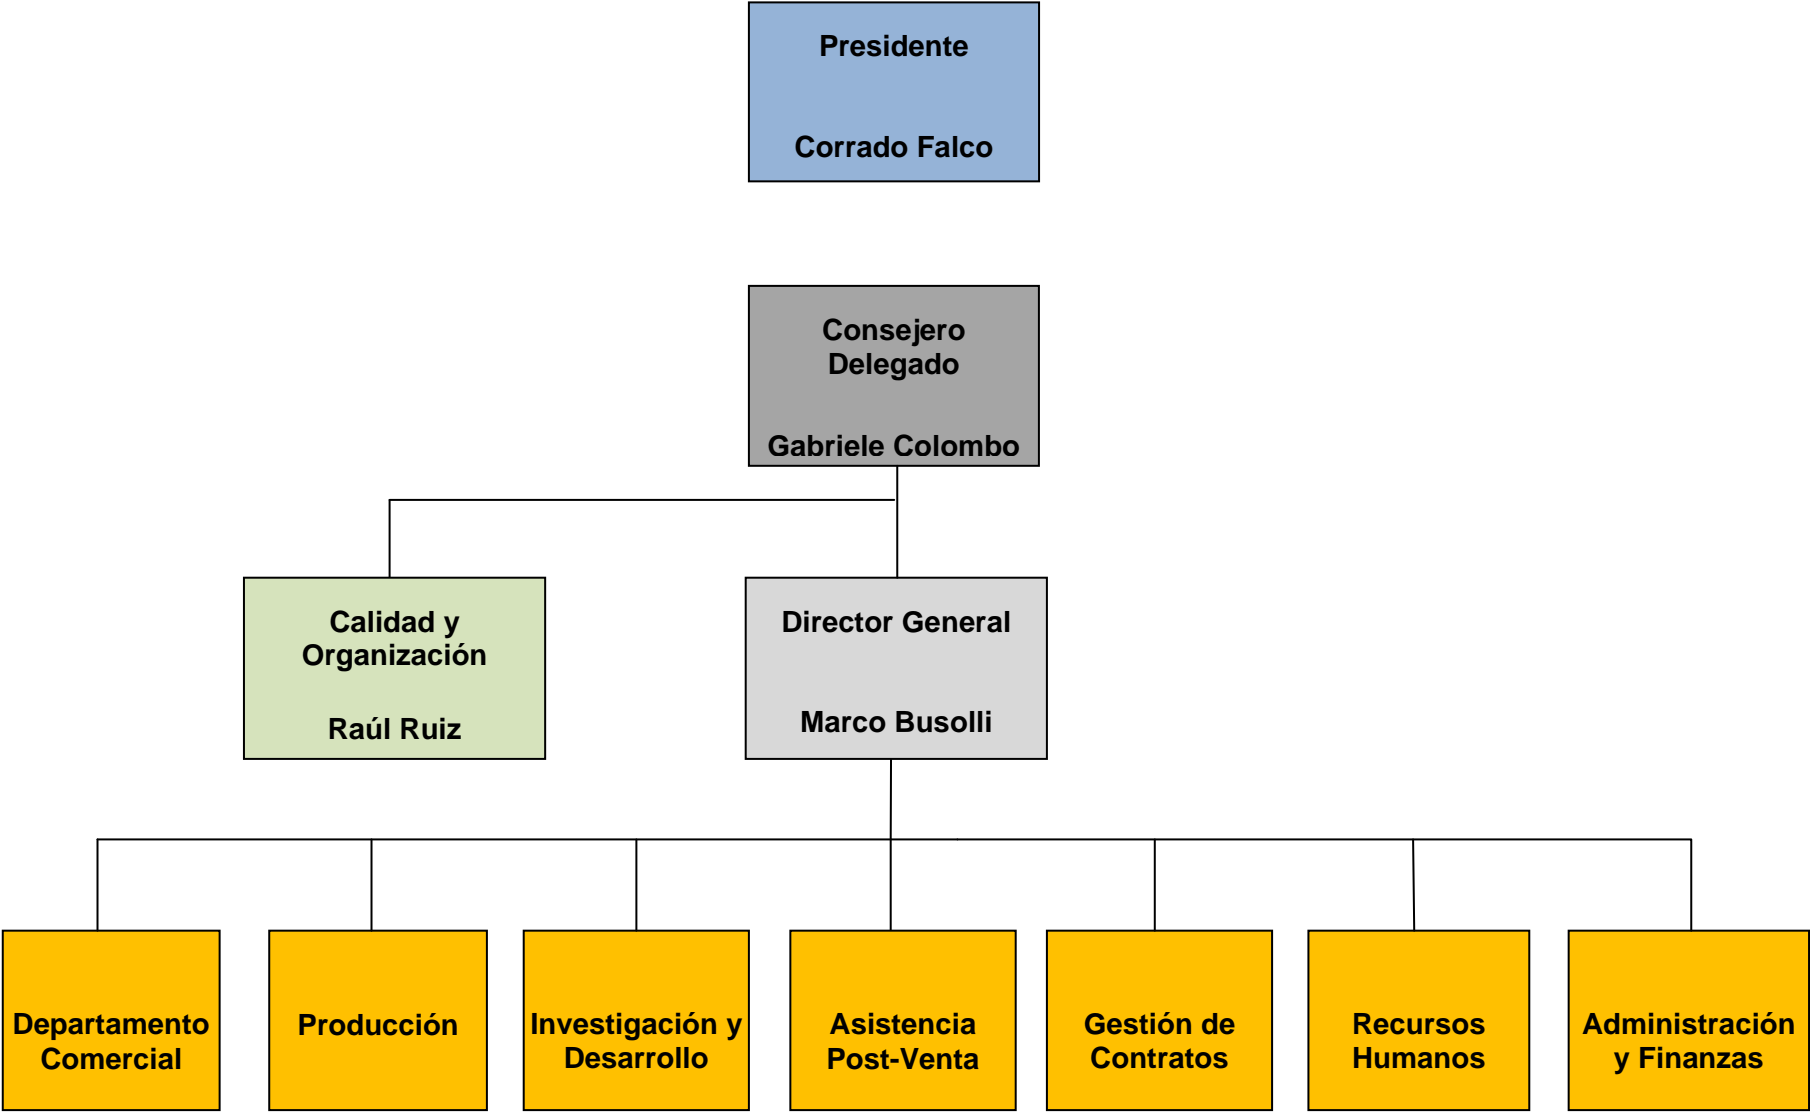 Presidente
Corrado Falco
Consejero
Delegado
Gabriele Colombo
Calidad y
Organización
Raúl Ruiz
Director General
Marco Busolli
Departamento
Comercial
Producción
Investigación y
Desarrollo
Asistencia
Post-Venta
Gestión de
Contratos
Recursos
Humanos
Administración
y Finanzas